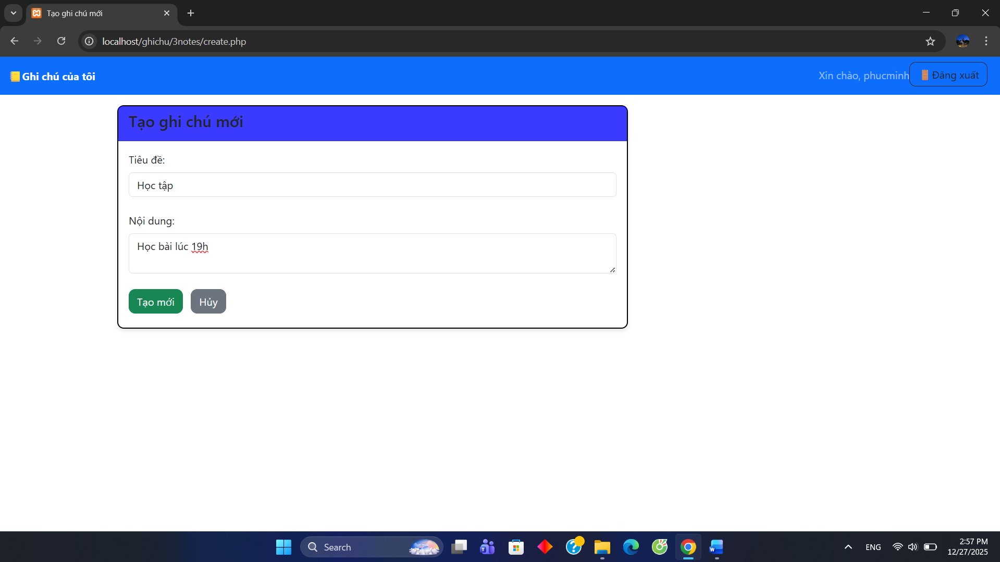 Tạo ghi chú mới
localhost/ghichu/3notes/create.php
Ghi chú của tôi
Xin chào, phucminh
Đăng xuất
Tạo ghi chú mới
Tiêu đề:
Học tập
Nội dung:
Học bài lúc 19h
Tạo mới
Hủy
Search
ENG
2:57 PM
12/27/2025